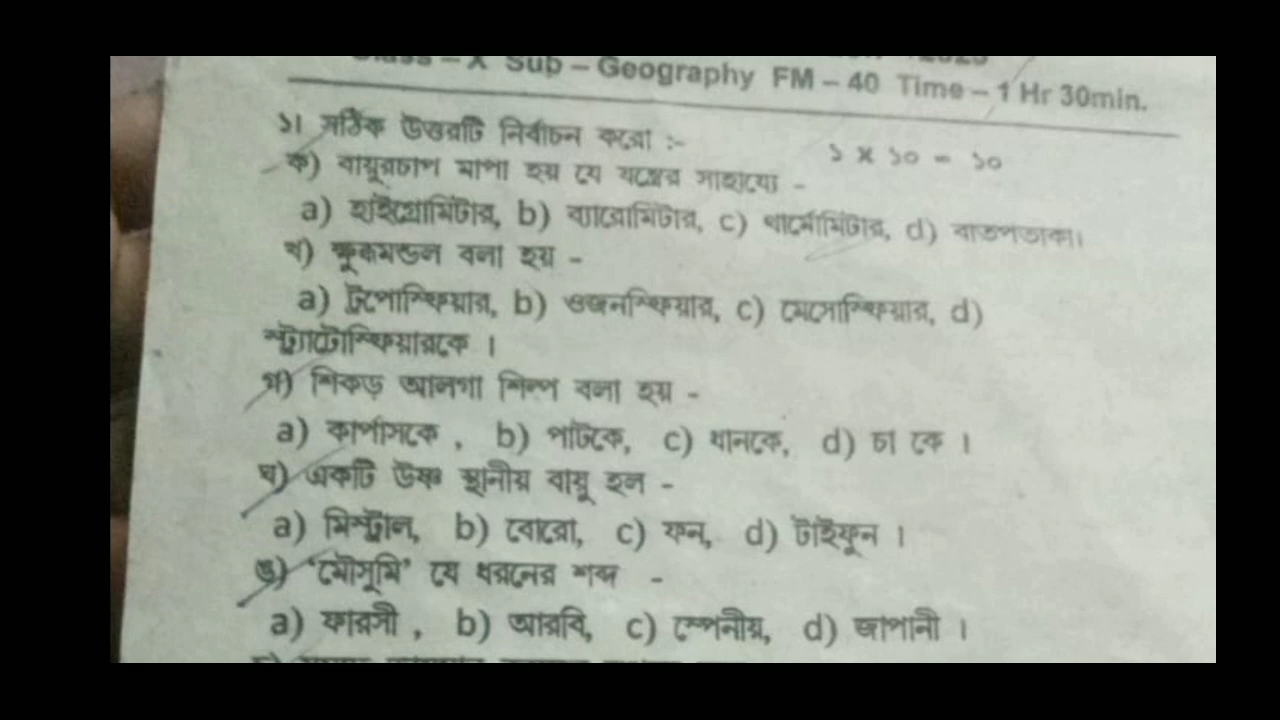 Class – X Sub – Geography FM – 40 Time – 1 Hr 30min.
১। সঠিক উত্তরটি নির্বাচন করো :-
১ x ১০ = ১০
ক) বায়ুরচাপ মাপা হয় যে যন্ত্রের সাহায্যে -
a) হাইগ্রোমিটার, b) ব্যারোমিটার, c) থার্মোমিটার, d) বাতপতাকা।
খ) ক্ষুব্ধমন্ডল বলা হয় -
a) ট্রপোস্ফিয়ার, b) ওজনস্ফিয়ার, c) মেসোস্ফিয়ার, d)
স্ট্র্যাটোস্ফিয়ারকে ।
গ) শিকড় আলগা শিল্প বলা হয় -
a) কার্পাসকে , b) পাটকে, c) ধানকে, d) চা কে ।
ঘ) একটি উষ্ণ স্থানীয় বায়ু হল -
a) মিস্ট্রাল, b) বোরো, c) ফন, d) টাইফুন ।
ঙ) ‘মৌসুমি’ যে ধরনের শব্দ -
a) ফারসী , b) আরবি, c) স্পেনীয়, d) জাপানী ।